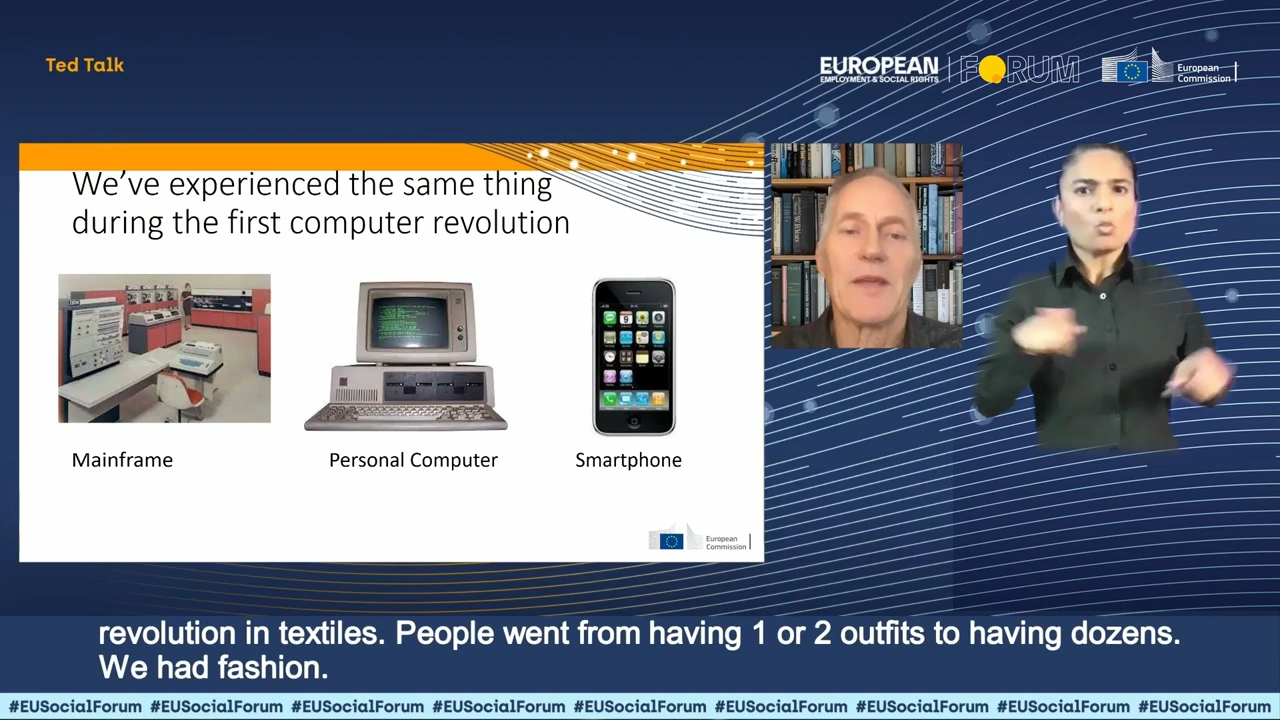 Ted Talk
EUROPEAN
EMPLOYMENT & SOCIAL RIGHTS
FORUM
European
Commission
We’ve experienced the same thing
during the first computer revolution
Mainframe
Personal Computer
Smartphone
European
Commission
revolution in textiles. People went from having 1 or 2 outfits to having dozens.
We had fashion.
#EUSocialForum #EUSocialForum #EUSocialForum #EUSocialForum #EUSocialForum #EUSocialForum #EUSocialForum #EUSocialForum #EUSocialForum